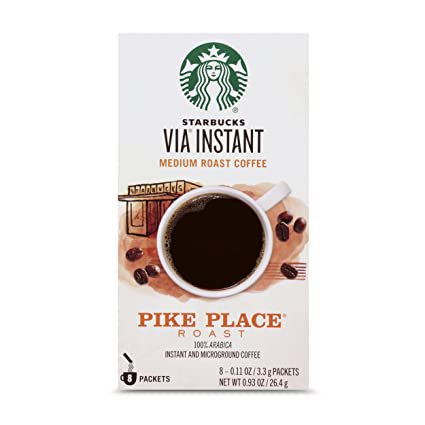 STARBUCKS
VIA® INSTANT
MEDIUM ROAST COFFEE
STARBUCKS
PIKE PLACE®
ROAST
100% ARABICA
INSTANT AND MICROGROUND COFFEE
8 – 0.11 OZ / 3.3 g PACKETS
NET WT 0.93 OZ / 26.4 g
8 PACKETS